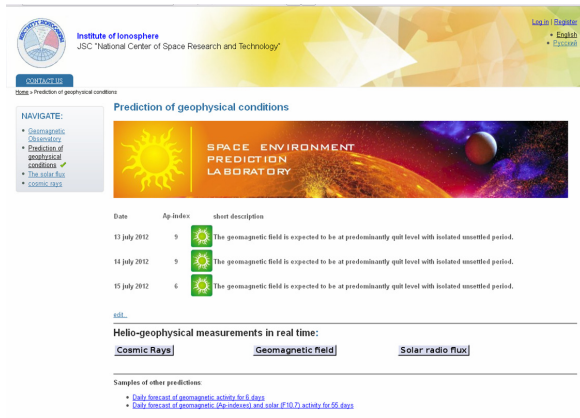 Log in | Register
Institute of Ionosphere
JSC "National Center of Space Research and Technology"
English
Русский
CONTACT US
Home » Prediction of geophysical conditions
NAVIGATE:
Geomagnetic
Observatory
Prediction of
geophysical
conditions
The solar flux
cosmic rays
Prediction of geophysical conditions
SPACE ENVIRONMENT
PREDICTION
LABORATORY
Date Ap-index short description
13 july 2012 9 The geomagnetic field is expected to be at predominantly quit level with isolated unsettled period.
14 july 2012 9 The geomagnetic field is expected to be at predominantly quit level with isolated unsettled period.
15 july 2012 6 The geomagnetic field is expected to be at predominantly quit level with isolated unsettled period.
edit...
Helio-geophysical measurements in real time:
Cosmic Rays Geomagnetic field Solar radio flux
Samples of other predictions:
Daily forecast of geomagnetic activity for 6 days
Daily forecast of geomagnetic (Ap-indexes) and solar (F10.7) activity for 55 days